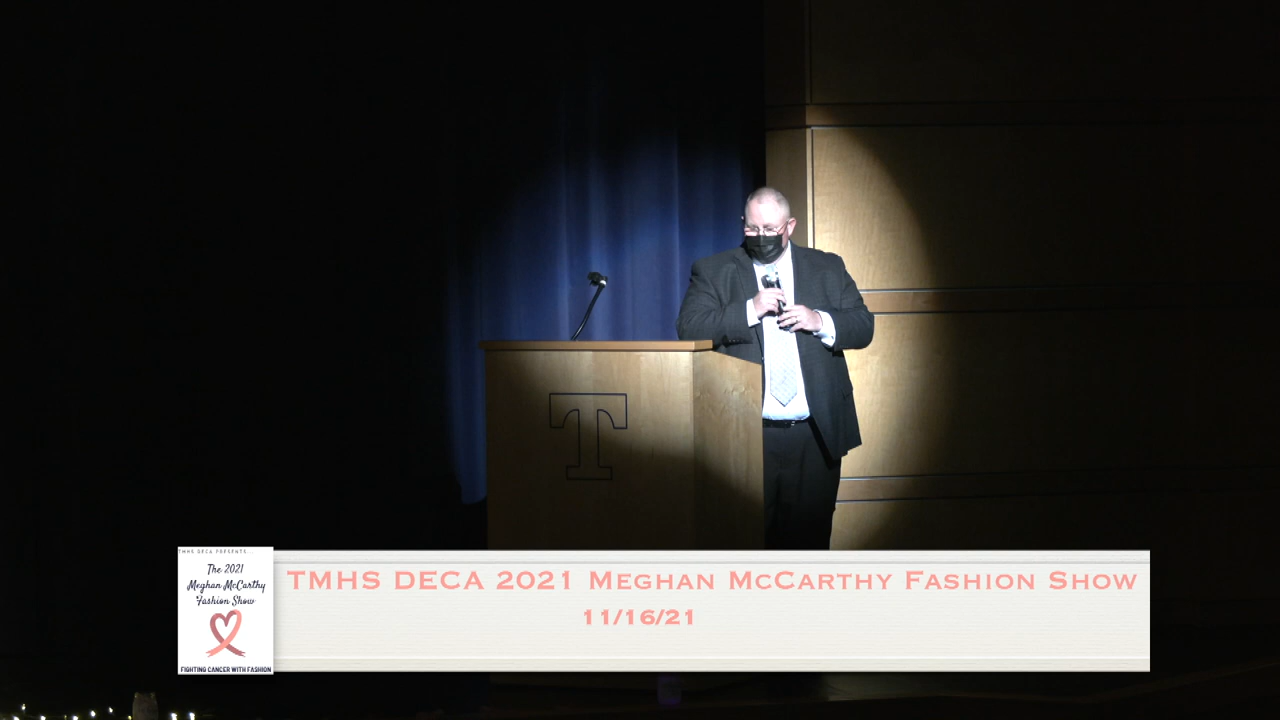 T
TMHS DECA PRESENTS...
The 2021
Meghan McCarthy
Fashion Show
FIGHTING CANCER WITH FASHION
TMHS DECA 2021 Meghan McCarthy Fashion Show
11/16/21